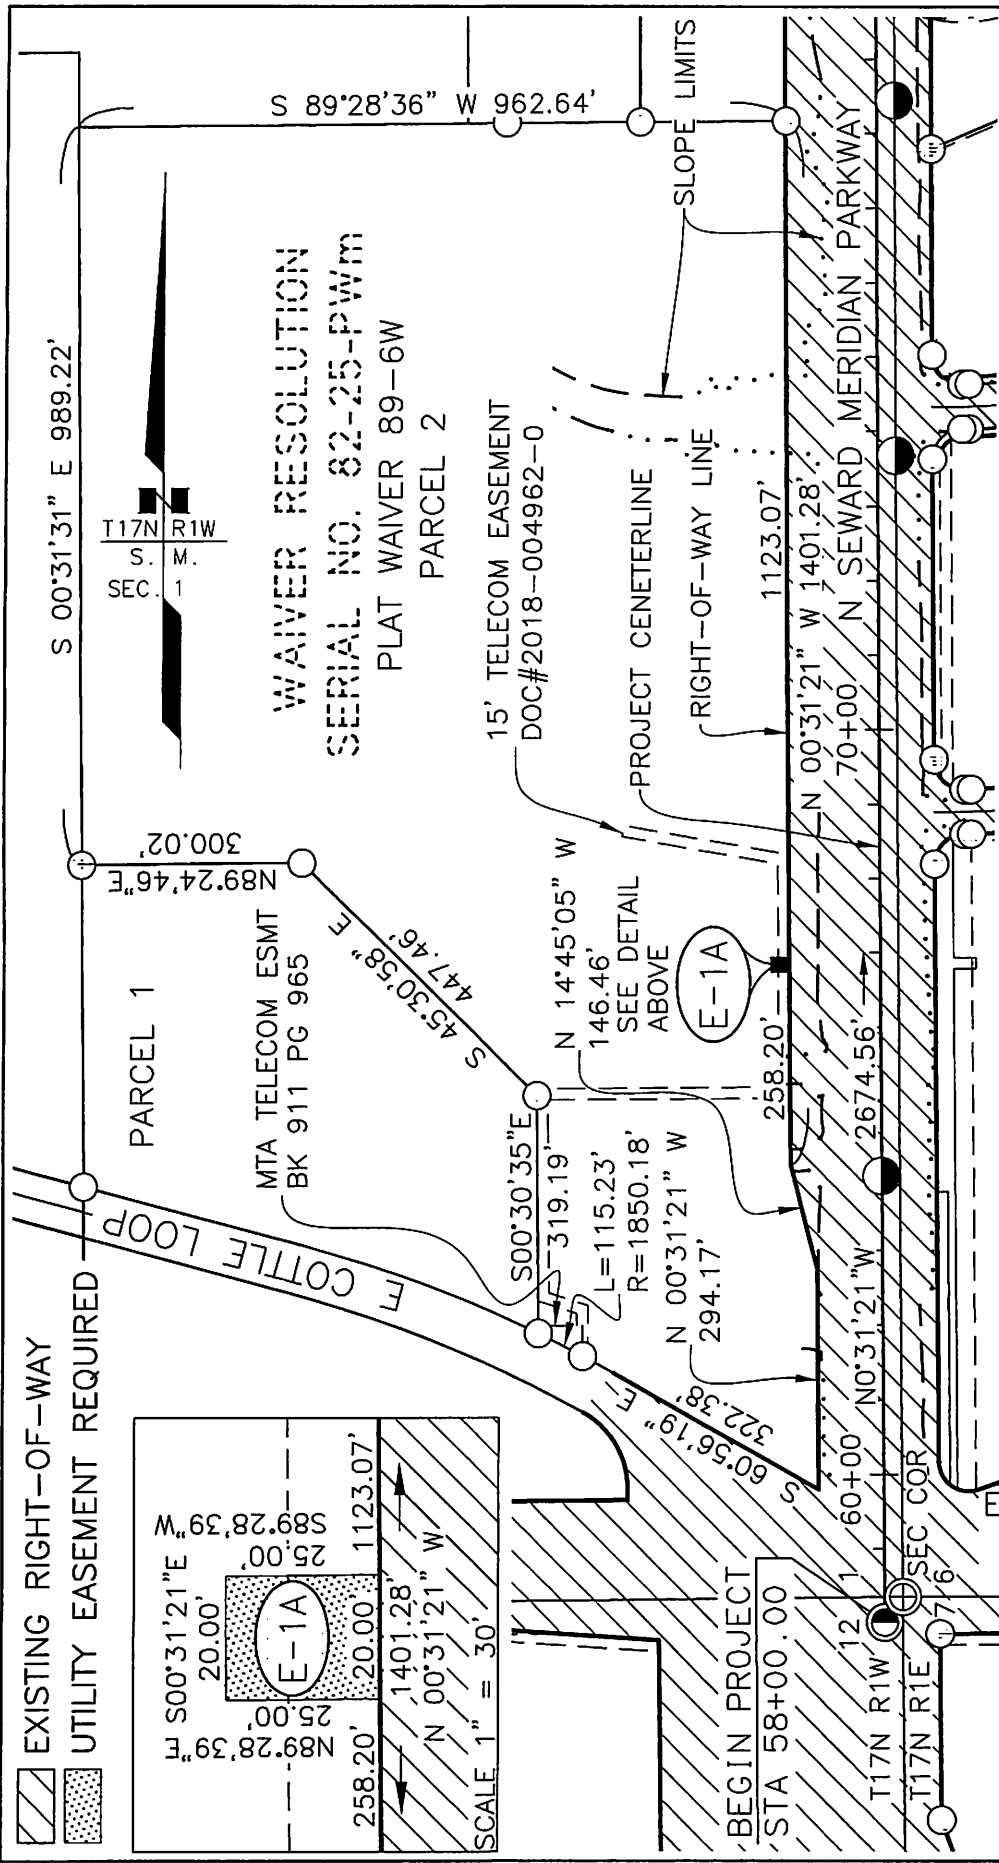 EXISTING RIGHT-OF-WAY
UTILITY EASEMENT REQUIRED
S00°31'21"E
20.00'
N89°28'39"E
25.00'
S89°28'39"W
25.00'
E-1A
258.20'
20.00'
1123.07'
1401.28'
N 00°31'21" W
SCALE 1" = 30'
S 00°31'31" E 989.22'
S 89°28'36" W 962.64'
T17N R1W
S. M.
SEC. 1
WAIVER RESOLUTION
SERIAL NO. 82-25-PWm
PLAT WAIVER 89-6W
PARCEL 2
PARCEL 1
N89°24'46"E
300.02'
S 45°30'58" E
447.46'
MTA TELECOM ESMT
BK 911 PG 965
E COTTLE LOOP
S00°30'35"E
319.19'
L=115.23'
R=1850.18'
N 00°31'21" W
294.17'
S 60°56'19" E
322.38'
N 14°45'05" W
146.46'
SEE DETAIL
ABOVE
E-1A
15' TELECOM EASEMENT
DOC#2018-004962-0
PROJECT CENETERLINE
RIGHT-OF-WAY LINE
SLOPE LIMITS
258.20'
1123.07'
N 00°31'21" W 1401.28'
N SEWARD MERIDIAN PARKWAY
70+00
2674.56'
N0°31'21"W
60+00
BEGIN PROJECT
STA 58+00.00
SEC COR
12
1
7
6
T17N R1W
T17N R1E
E